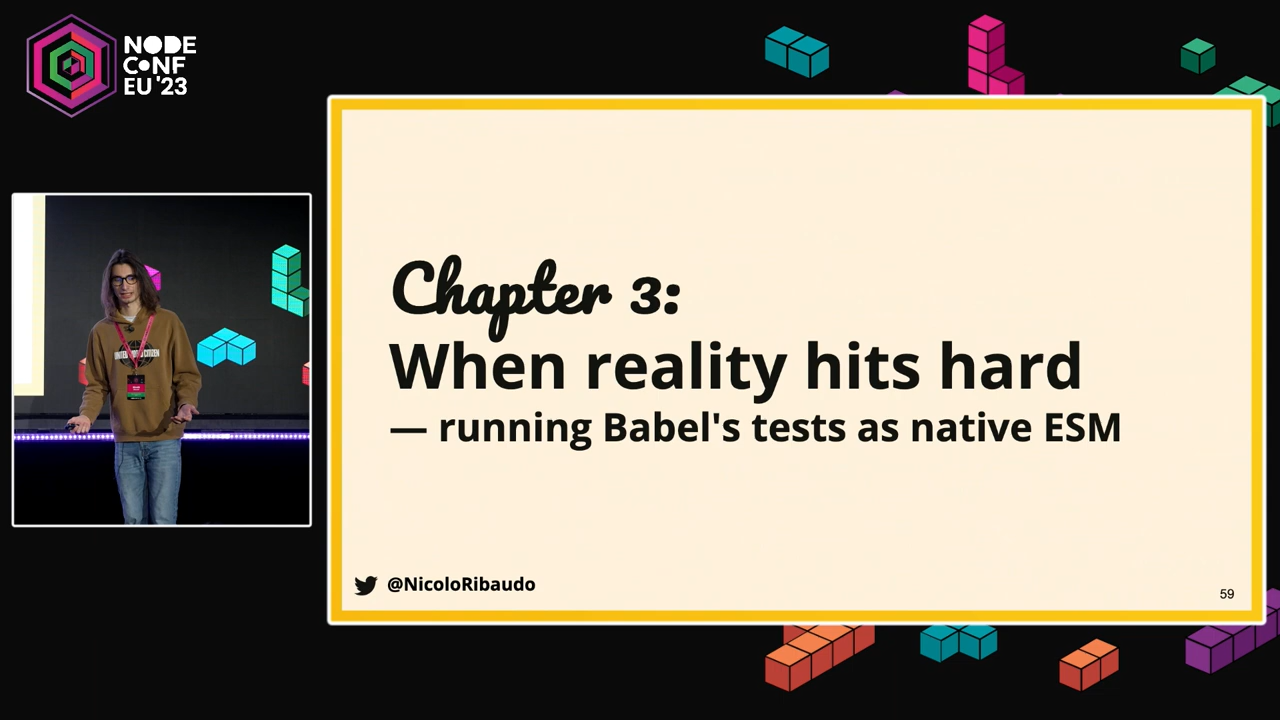 NODE
CONF
EU '23
Chapter 3:
When reality hits hard
— running Babel's tests as native ESM
@NicoloRibaudo
59